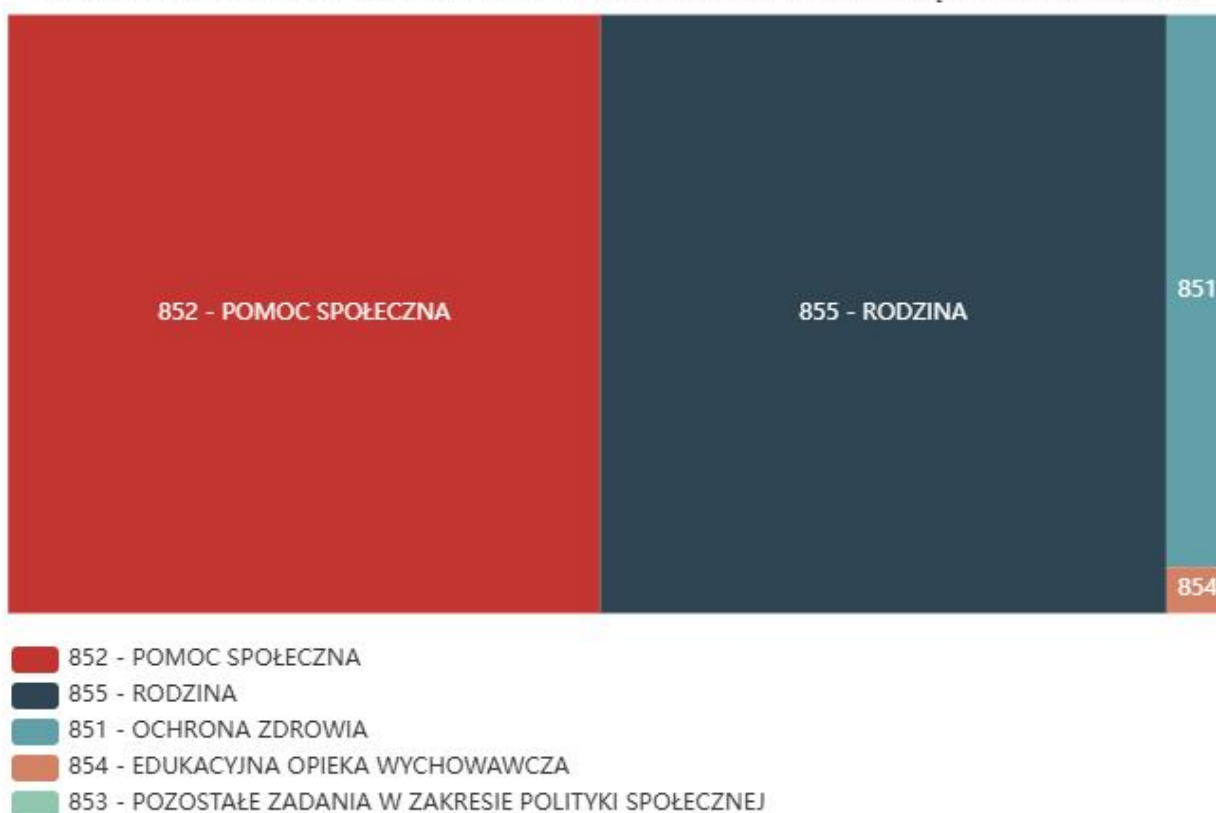 852 - POMOC SPOŁECZNA
855 - RODZINA
851
854
852 - POMOC SPOŁECZNA
855 - RODZINA
851 - OCHRONA ZDROWIA
854 - EDUKACYJNA OPIEKA WYCHOWAWCZA
853 - POZOSTAŁE ZADANIA W ZAKRESIE POLITYKI SPOŁECZNEJ